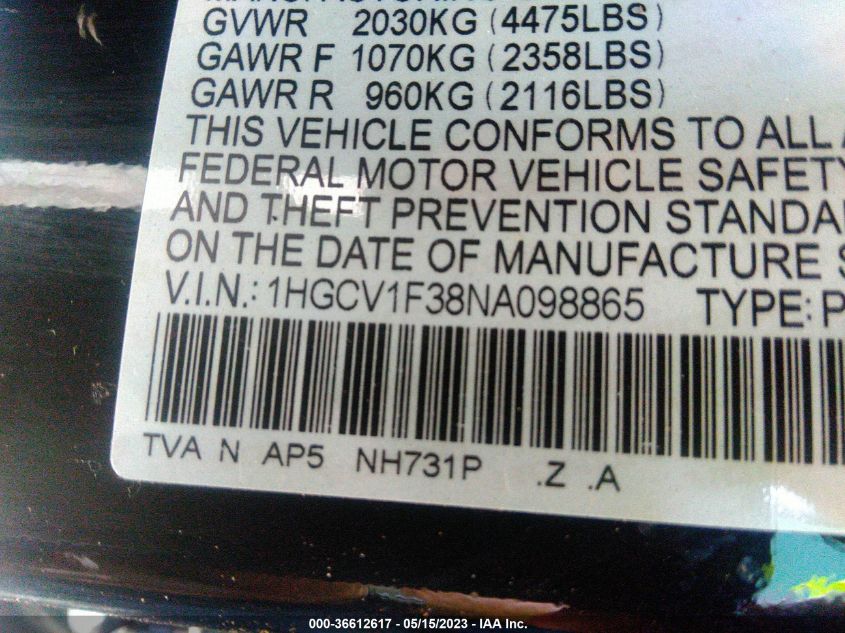 GVWR 2030KG (4475LBS)
GAWR F 1070KG (2358LBS)
GAWR R 960KG (2116LBS)
THIS VEHICLE CONFORMS TO ALL
FEDERAL MOTOR VEHICLE SAFETY
AND THEFT PREVENTION STANDA
ON THE DATE OF MANUFACTURE S
V.I.N.: 1HGCV1F38NA098865 TYPE: P
TVA N AP5 NH731P .Z .A
000-36612617 - 05/15/2023 - IAA Inc.